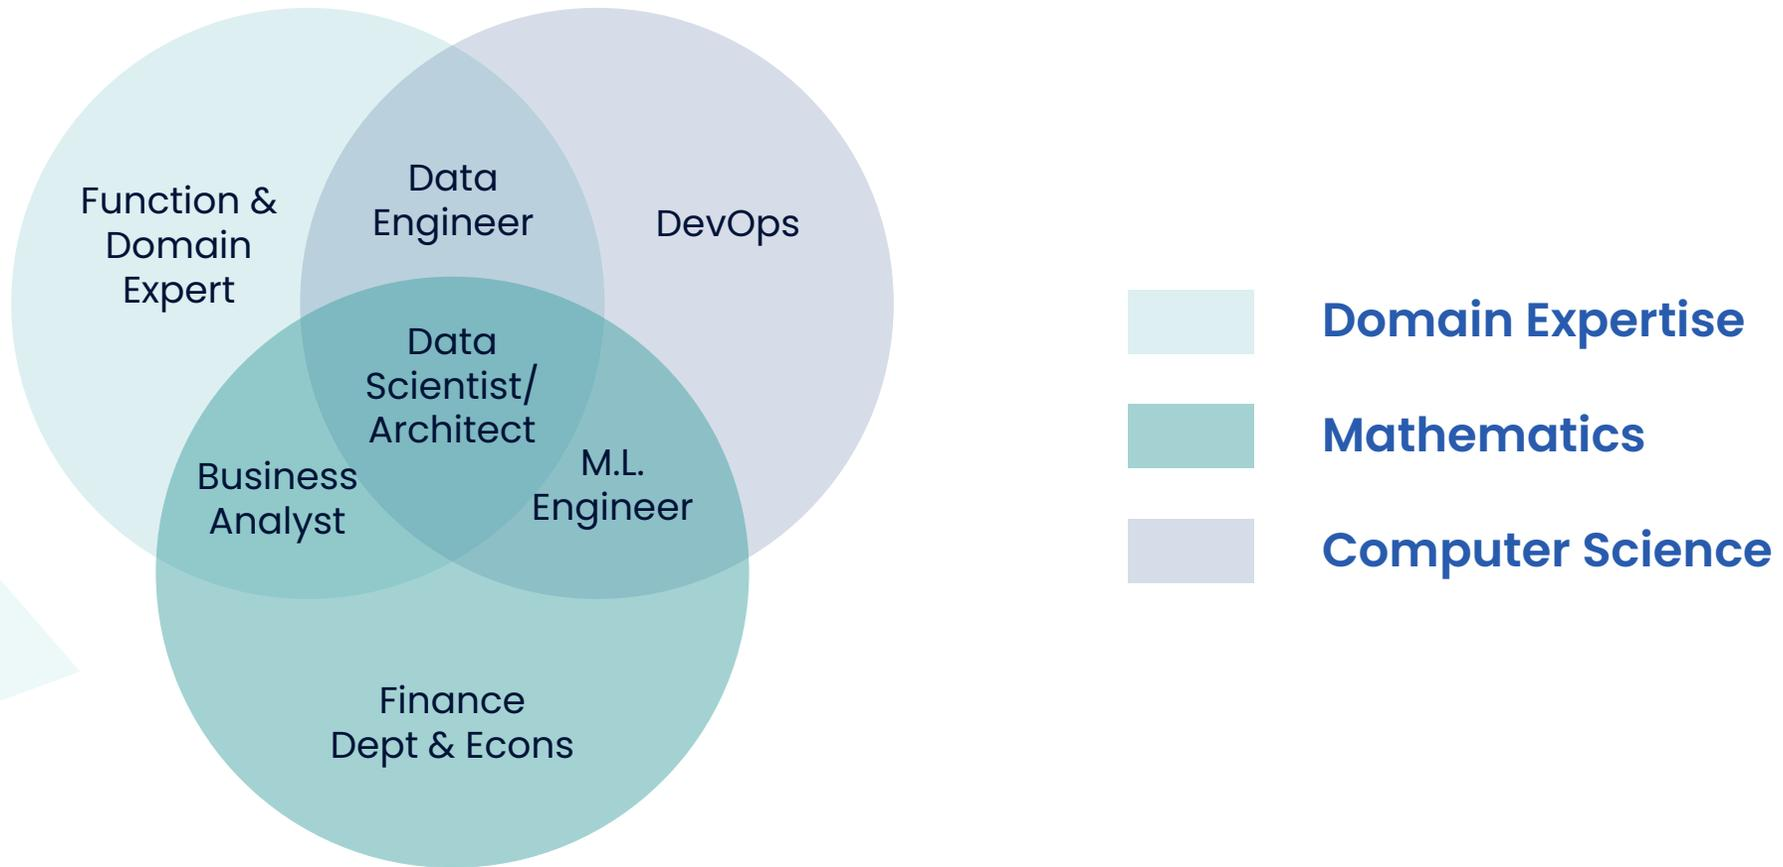 Function &
Domain
Expert
Data
Engineer
DevOps
Data
Scientist/
Architect
Business
Analyst
M.L.
Engineer
Finance
Dept & Econs
Domain Expertise
Mathematics
Computer Science